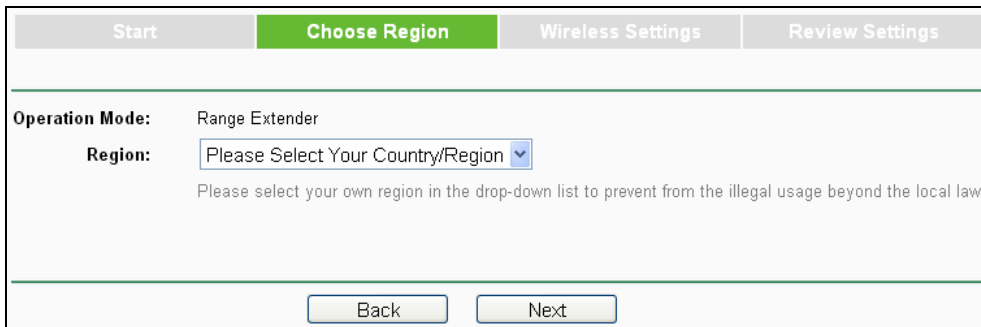 Start Choose Region Wireless Settings Review Settings
Operation Mode: Range Extender
Region: Please Select Your Country/Region
Please select your own region in the drop-down list to prevent from the illegal usage beyond the local law
Back Next